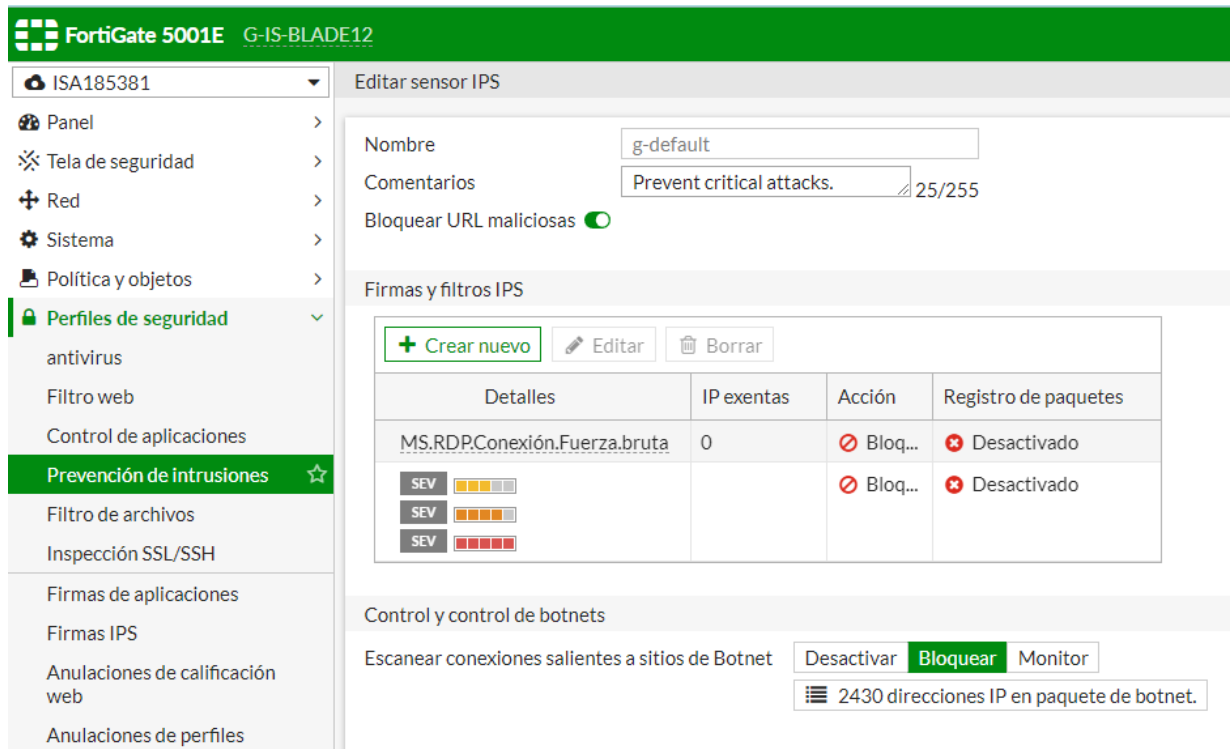 FortiGate 5001E G-IS-BLADE12
ISA185381
Editar sensor IPS
Panel
Tela de seguridad
Red
Sistema
Política y objetos
Perfiles de seguridad
antivirus
Filtro web
Control de aplicaciones
Prevención de intrusiones
Filtro de archivos
Inspección SSL/SSH
Firmas de aplicaciones
Firmas IPS
Anulaciones de calificación
web
Anulaciones de perfiles
Nombre g-default
Comentarios Prevent critical attacks. 25/255
Bloquear URL maliciosas
Firmas y filtros IPS
+ Crear nuevo Editar Borrar
Detalles IP exentas Acción Registro de paquetes
MS.RDP.Conexión.Fuerza.bruta 0 Bloq... Desactivado
SEV Bloq... Desactivado
SEV
SEV
Control y control de botnets
Escanear conexiones salientes a sitios de Botnet Desactivar Bloquear Monitor
2430 direcciones IP en paquete de botnet.